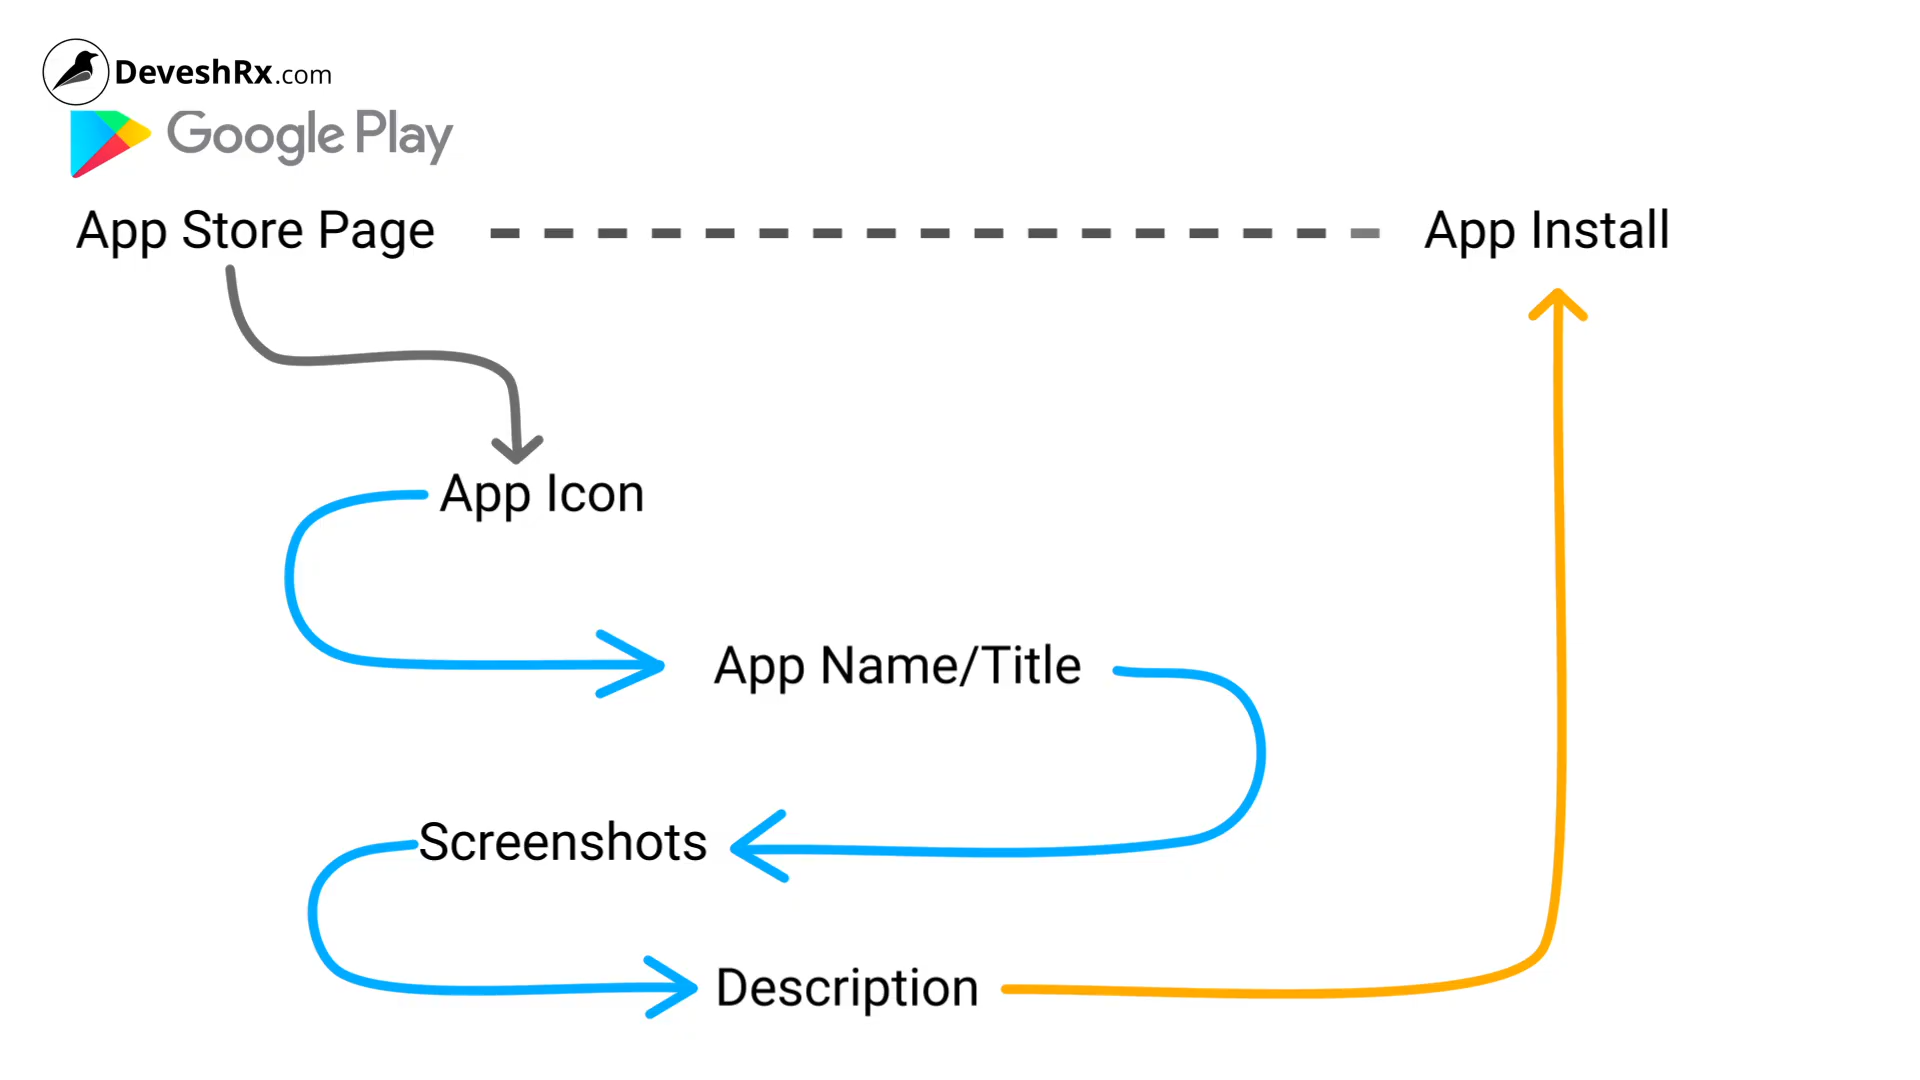 DeveshRx.com
Google Play
App Store Page
App Install
App Icon
App Name/Title
Screenshots
Description